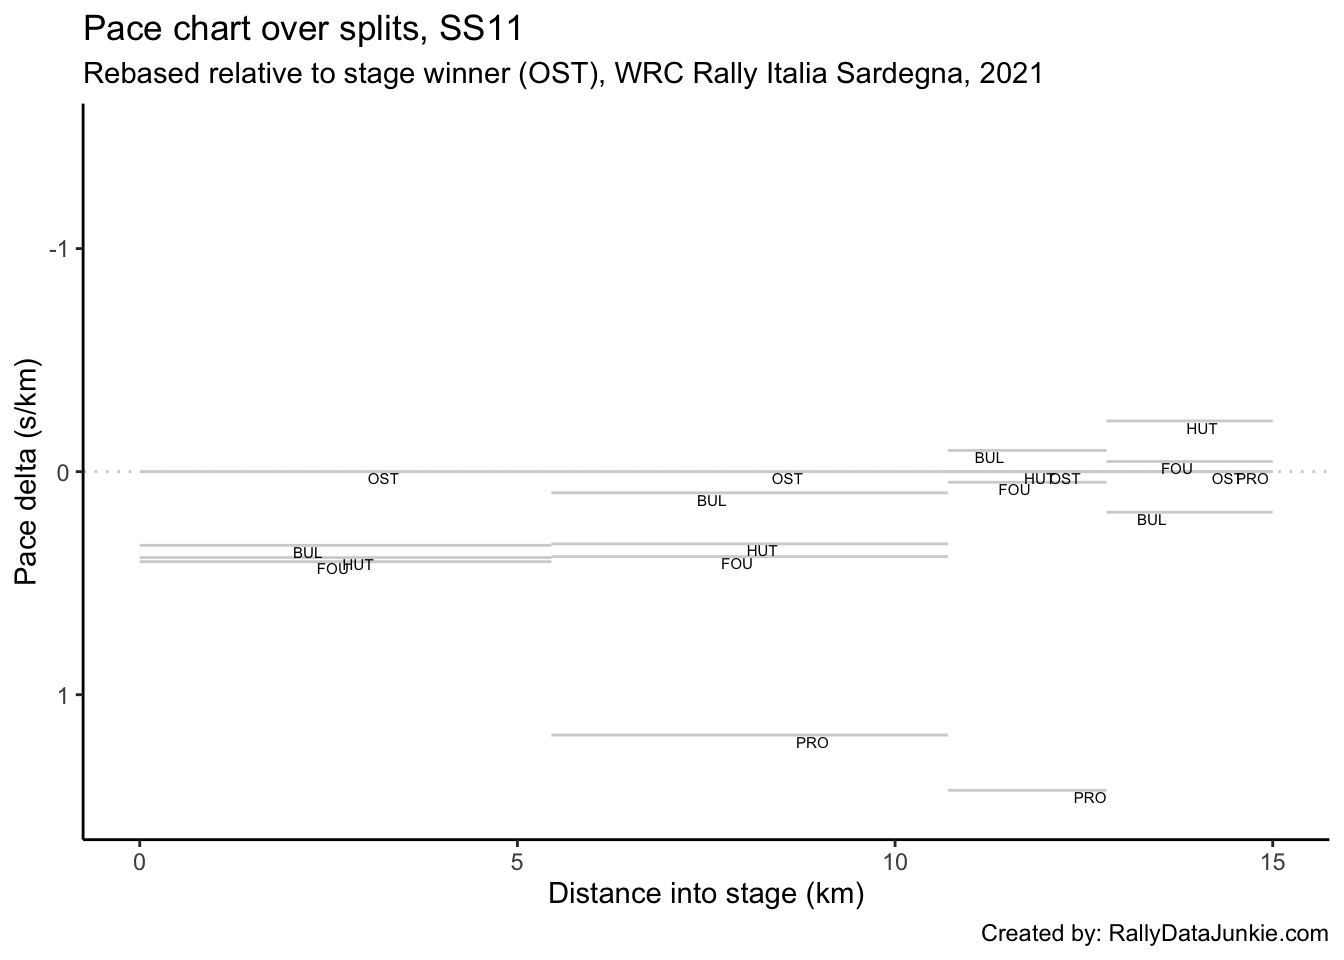 Pace chart over splits, SS11
Rebased relative to stage winner (OST), WRC Rally Italia Sardegna, 2021
Pace delta (s/km)
-1
0
1
HUT
BUL
FOU
OST
OST
HUT
OST
OST
PRO
FOU
BUL
BUL
BUL
HUT
FOU
HUT
FOU
PRO
PRO
0
5
10
15
Distance into stage (km)
Created by: RallyDataJunkie.com